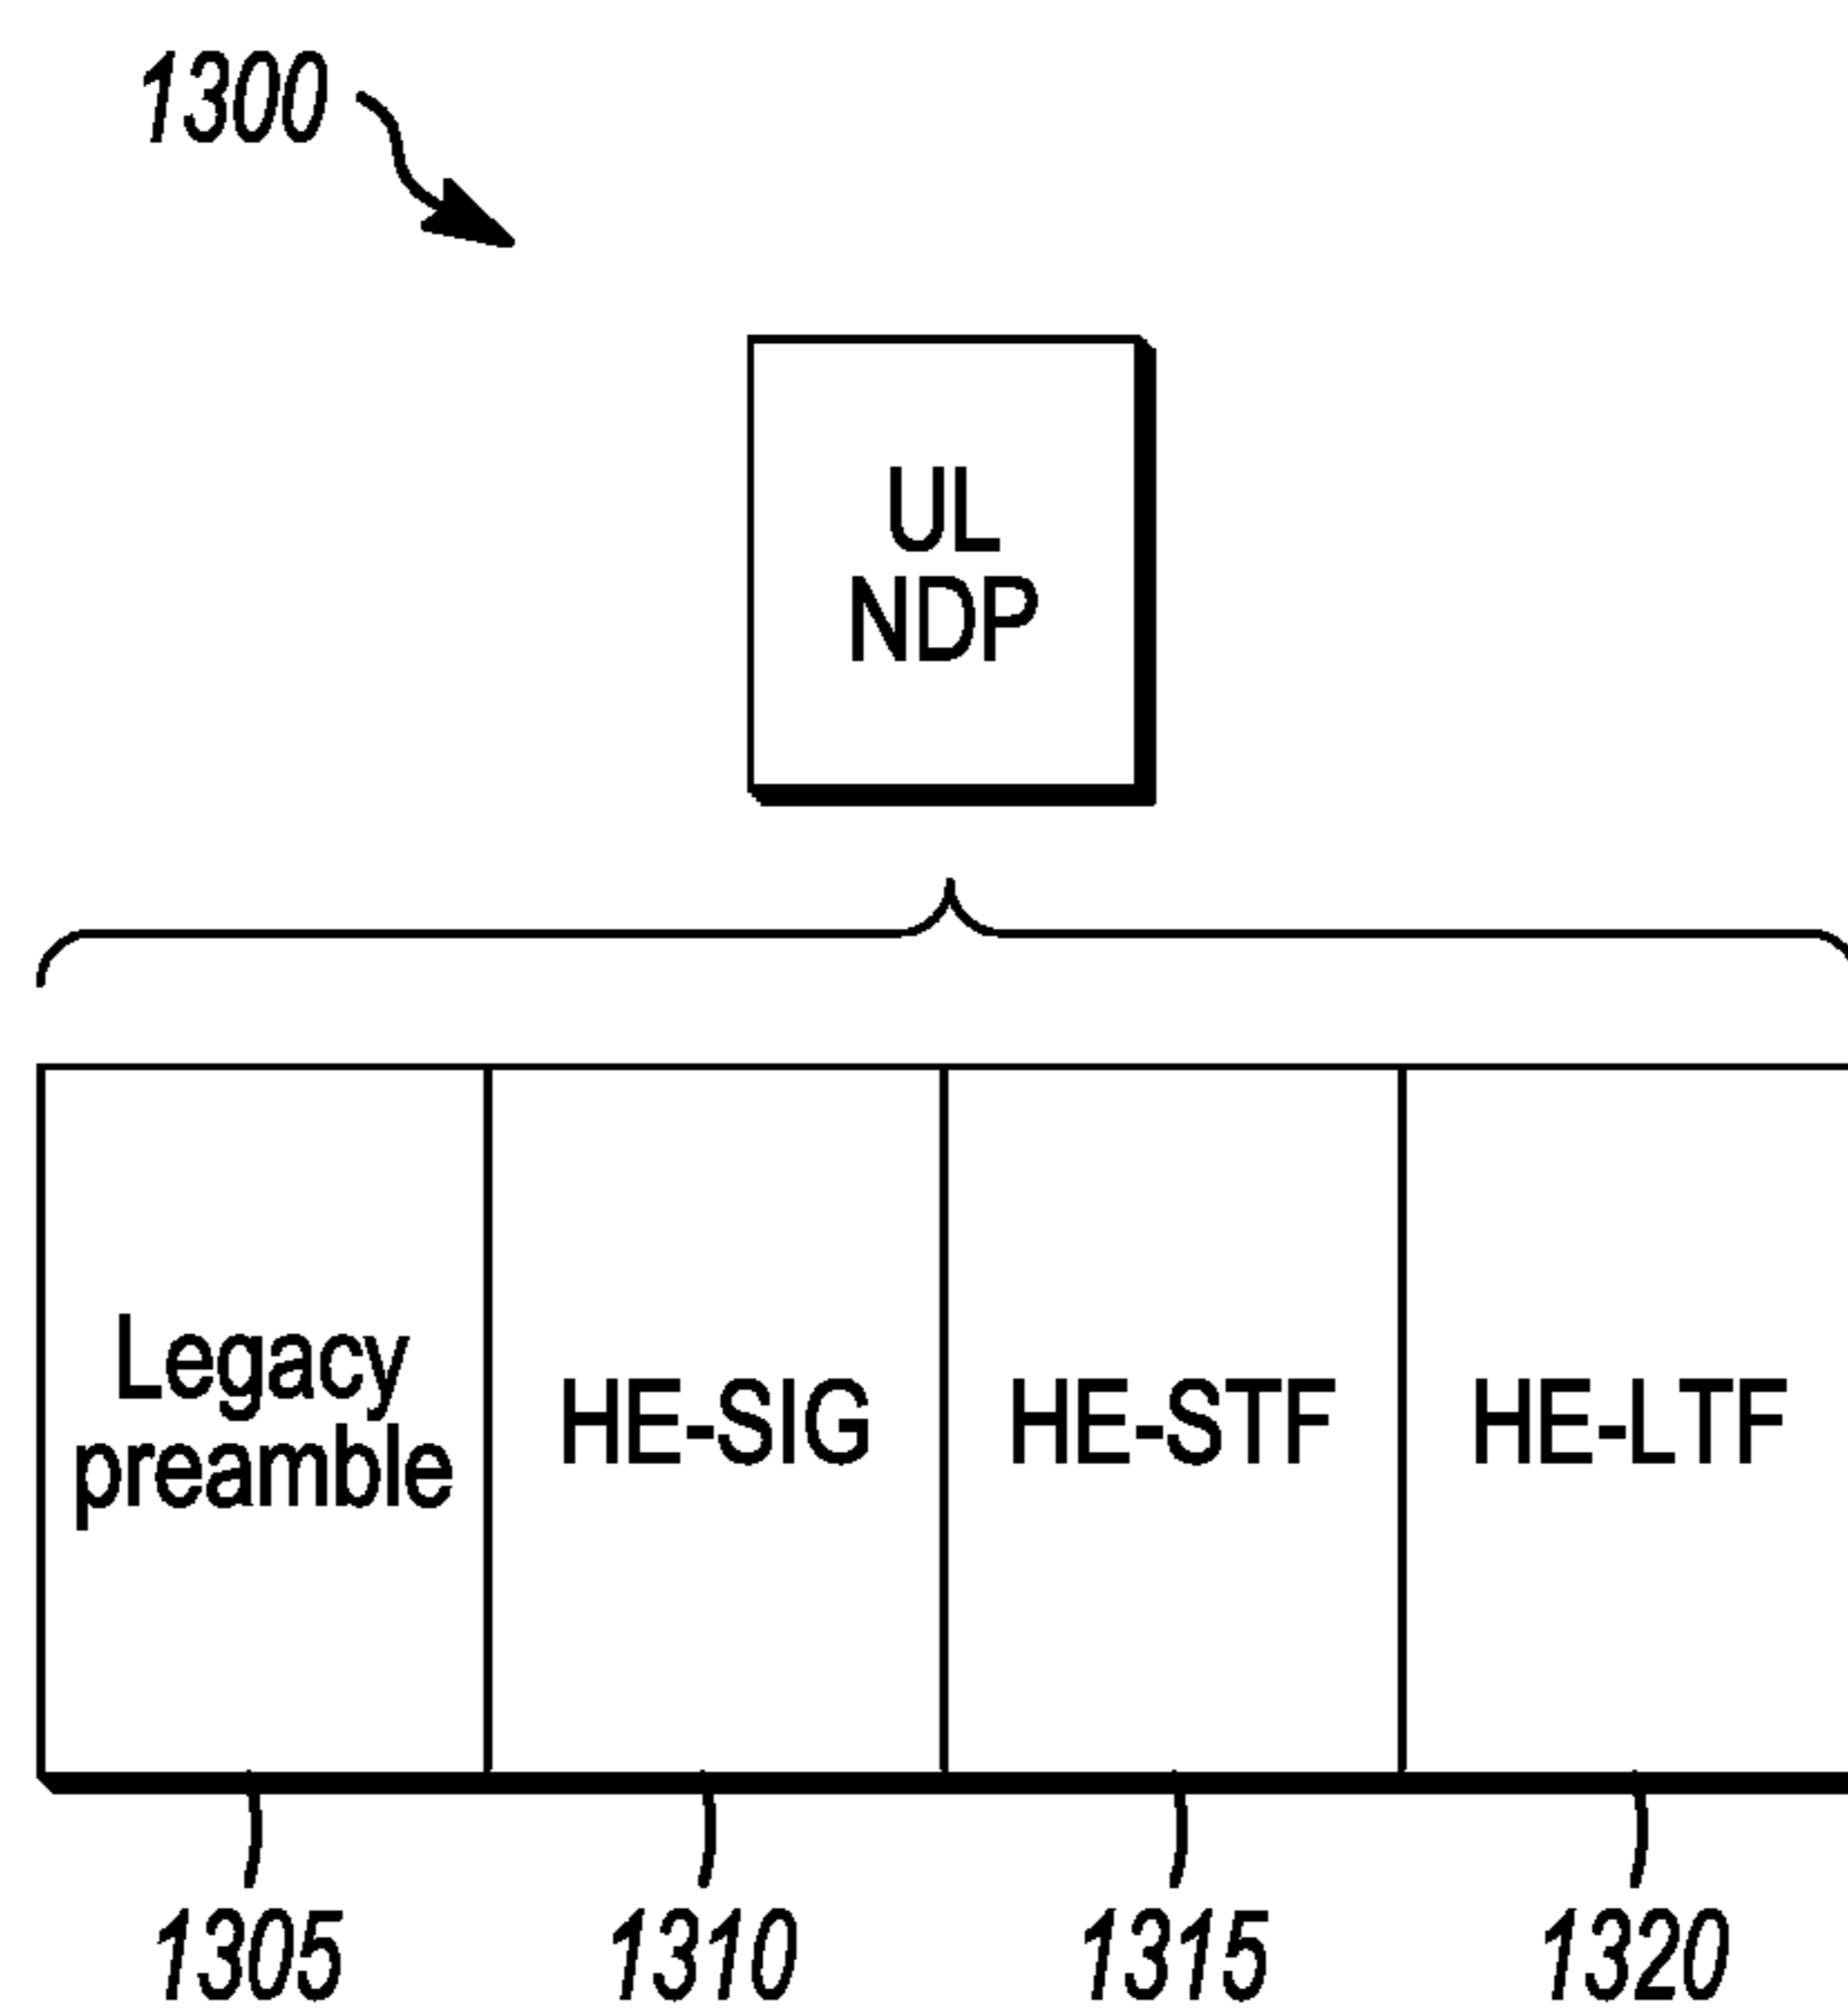 1300
UL
NDP
Legacy
preamble
HE-SIG
HE-STF
HE-LTF
1305
1310
1315
1320